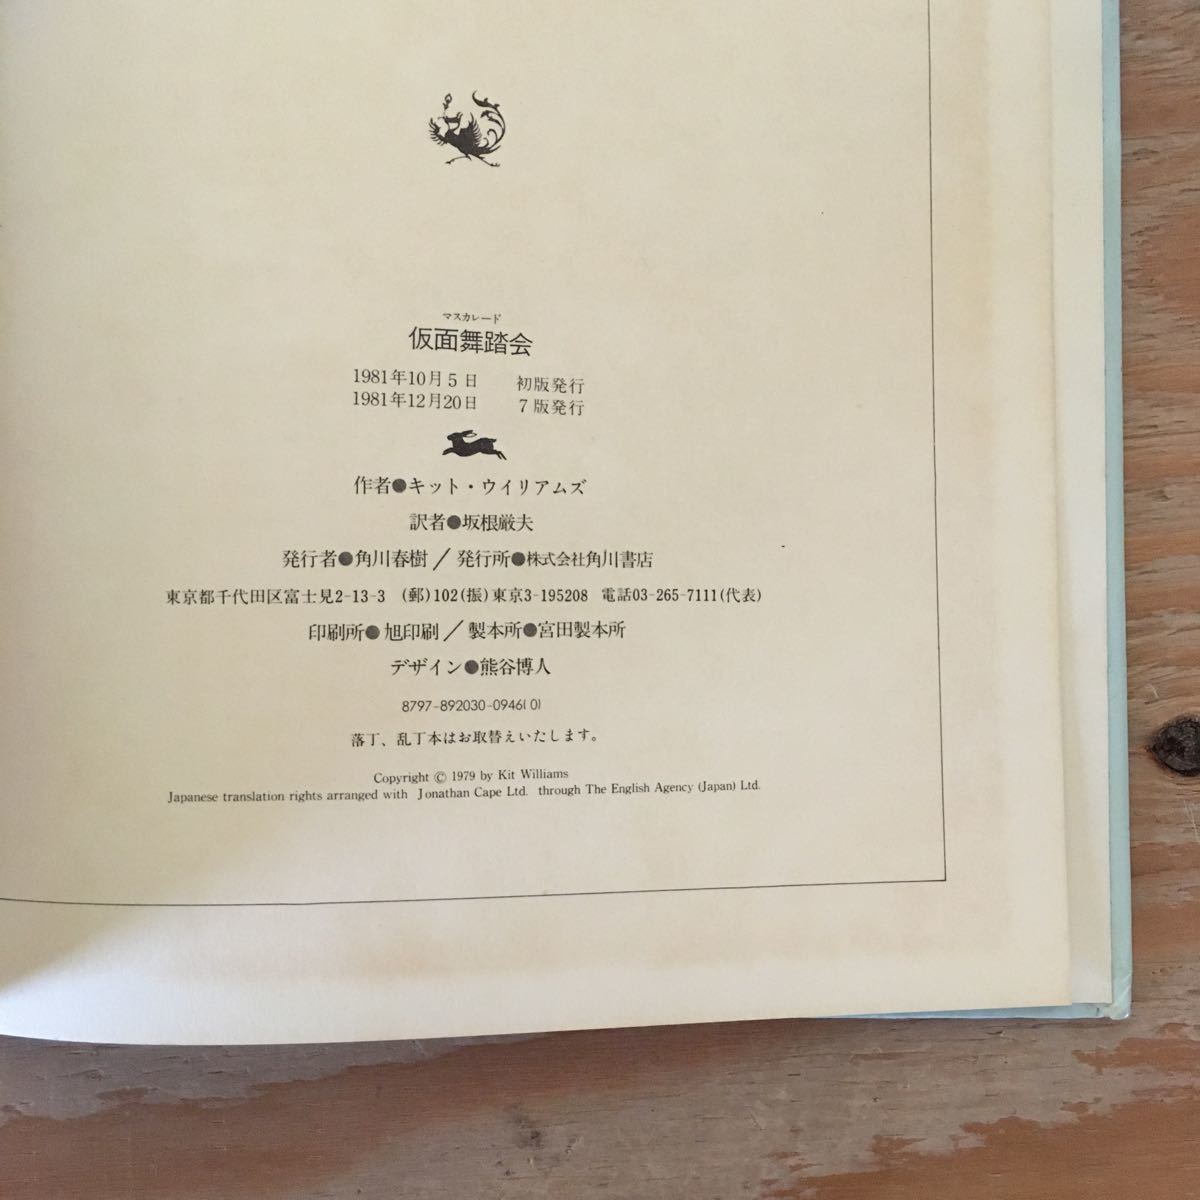 マスカレード
仮面舞踏会
1981年10月5日 初版発行
1981年12月20日 7版発行
作者●キット・ウイリアムズ
訳者●坂根厳夫
発行者●角川春樹／発行所●株式会社角川書店
東京都千代田区富士見2-13-3 (郵)102(振)東京3-195208 電話03-265-7111(代表)
印刷所●旭印刷／製本所●宮田製本所
デザイン●熊谷博人
8797-892030-0946(0)
落丁、乱丁本はお取替えいたします。
Copyright © 1979 by Kit Williams
Japanese translation rights arranged with Jonathan Cape Ltd. through The English Agency (Japan) Ltd.